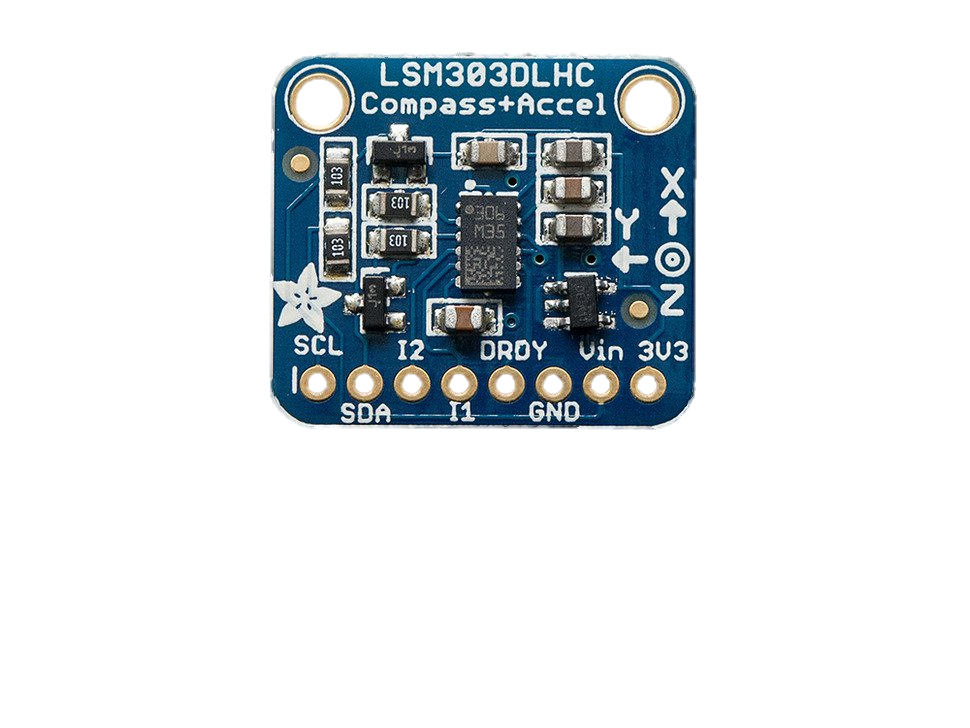 LSM303DLHC
Compass+Accel
103
103
103
103
X
Y
Z
306
M35
SCL I2 DRDY Vin 3V3
SDA I1 GND